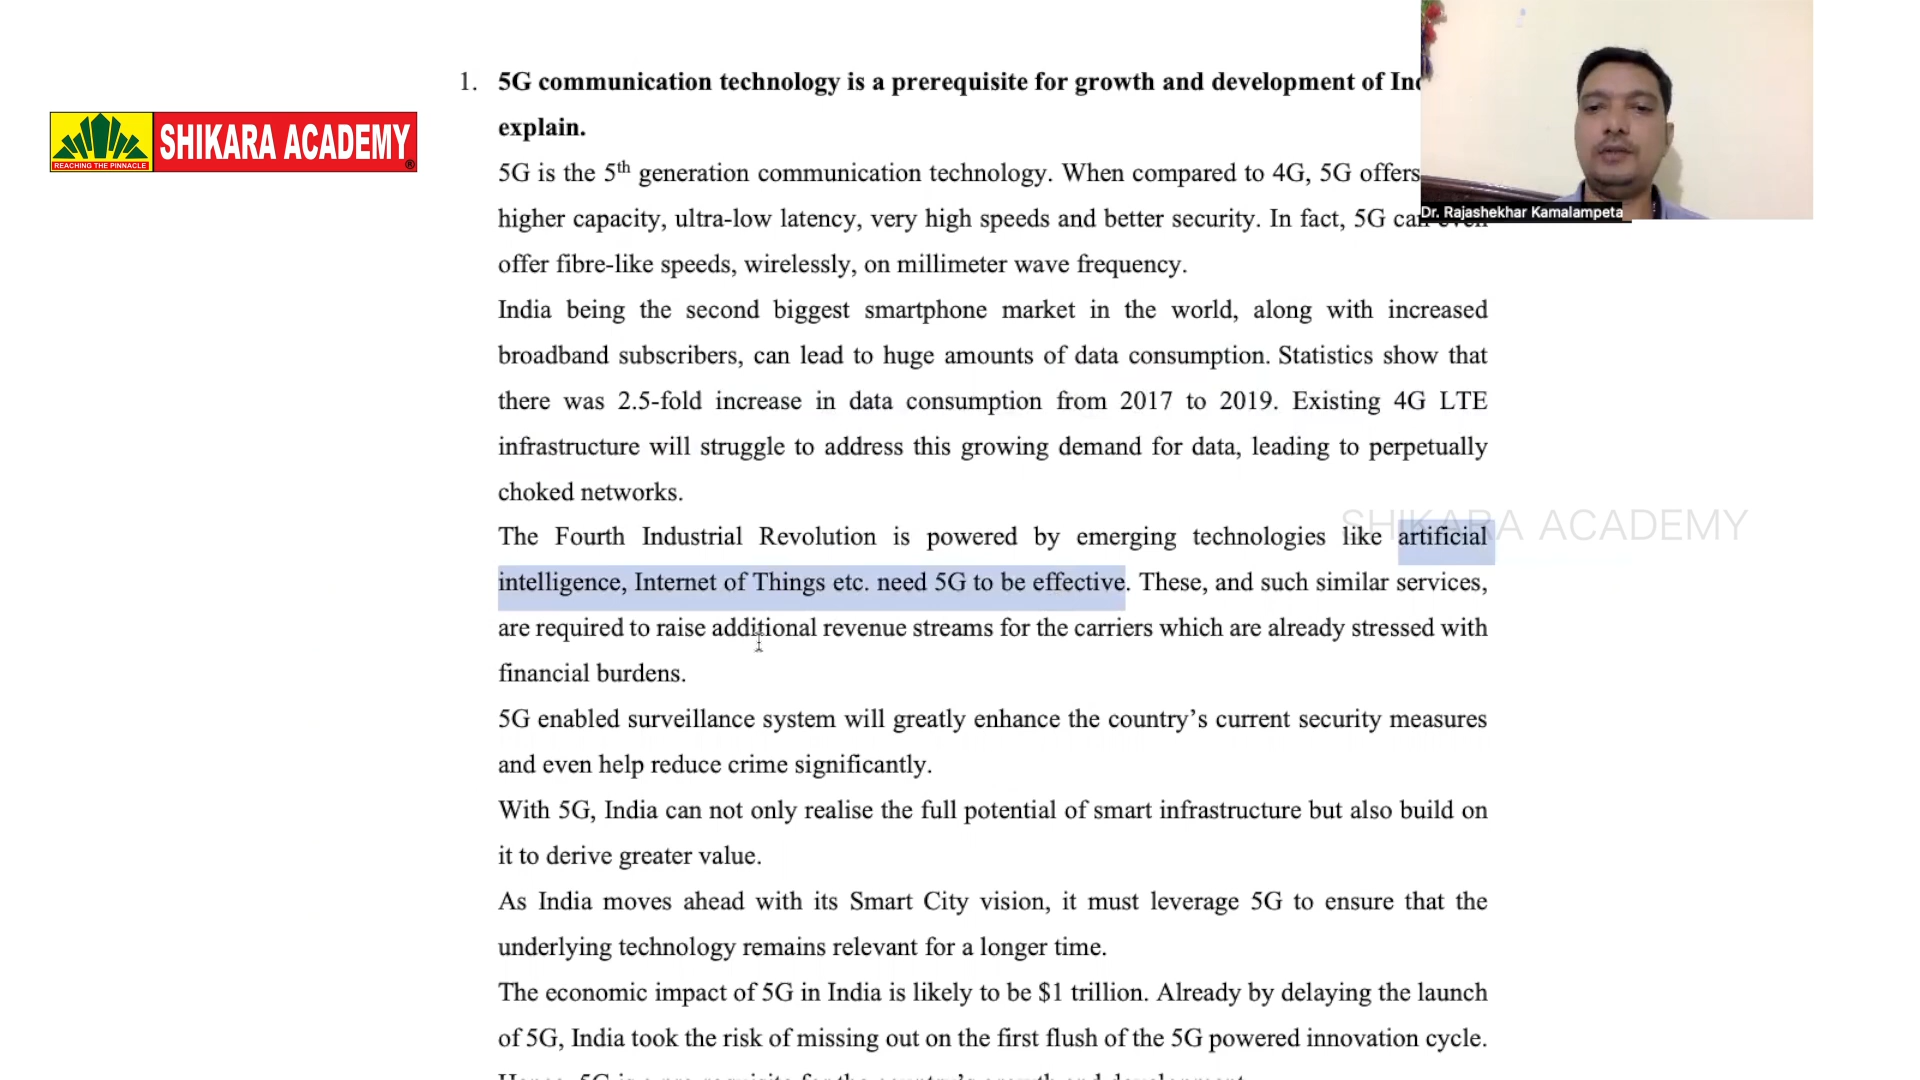 1. 5G communication technology is a prerequisite for growth and development of
explain.
5G is the 5th generation communication technology. When compared to 4G, 5G offers
higher capacity, ultra-low latency, very high speeds and better security. In fact, 5G can even
offer fibre-like speeds, wirelessly, on millimeter wave frequency.
India being the second biggest smartphone market in the world, along with increased
broadband subscribers, can lead to huge amounts of data consumption. Statistics show that
there was 2.5-fold increase in data consumption from 2017 to 2019. Existing 4G LTE
infrastructure will struggle to address this growing demand for data, leading to perpetually
choked networks.
The Fourth Industrial Revolution is powered by emerging technologies like artificial
intelligence, Internet of Things etc. need 5G to be effective. These, and such similar services,
are required to raise additional revenue streams for the carriers which are already stressed with
financial burdens.
5G enabled surveillance system will greatly enhance the country’s current security measures
and even help reduce crime significantly.
With 5G, India can not only realise the full potential of smart infrastructure but also build on
it to derive greater value.
As India moves ahead with its Smart City vision, it must leverage 5G to ensure that the
underlying technology remains relevant for a longer time.
The economic impact of 5G in India is likely to be $1 trillion. Already by delaying the launch
of 5G, India took the risk of missing out on the first flush of the 5G powered innovation cycle.
Hence, 5G is a pre-requisite for the country’s growth and development.
SHIKARA ACADEMY
REACHING THE PINNACLE
®
Dr. Rajashekhar Kamalampeta
SHIKARA ACADEMY